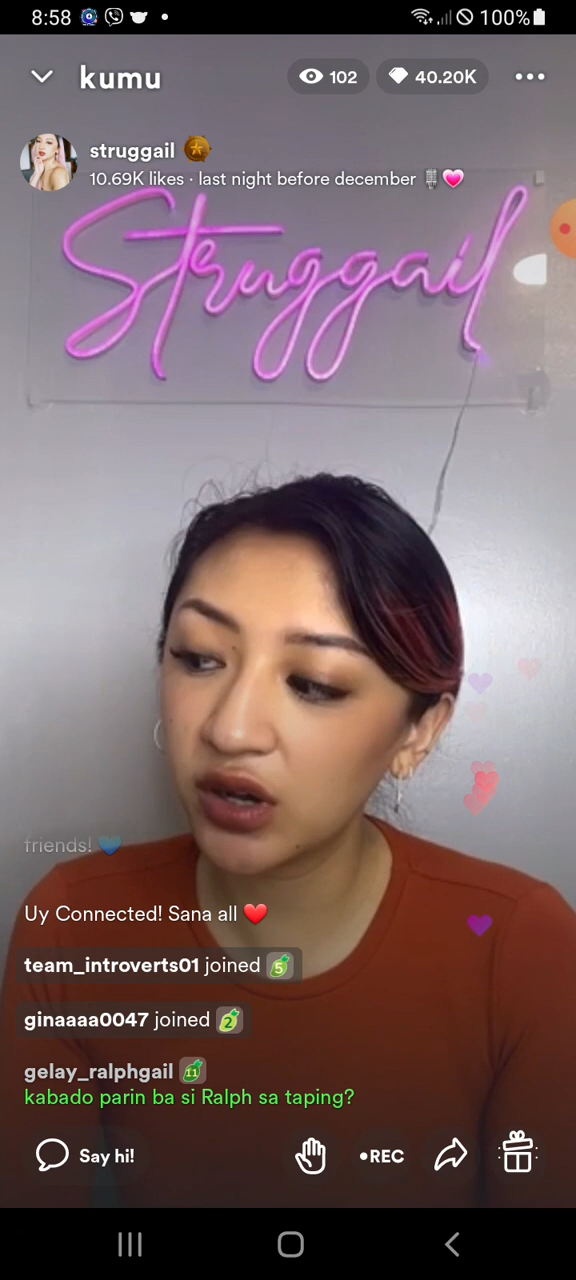 8:58
100%
kumu
102
40.20K
struggail
10.69K likes · last night before december
Struggail
friends!
Uy Connected! Sana all
team_introverts01 joined 5
ginaaaa0047 joined 2
gelay_ralphgail 11
kabado parin ba si Ralph sa taping?
Say hi!
•REC